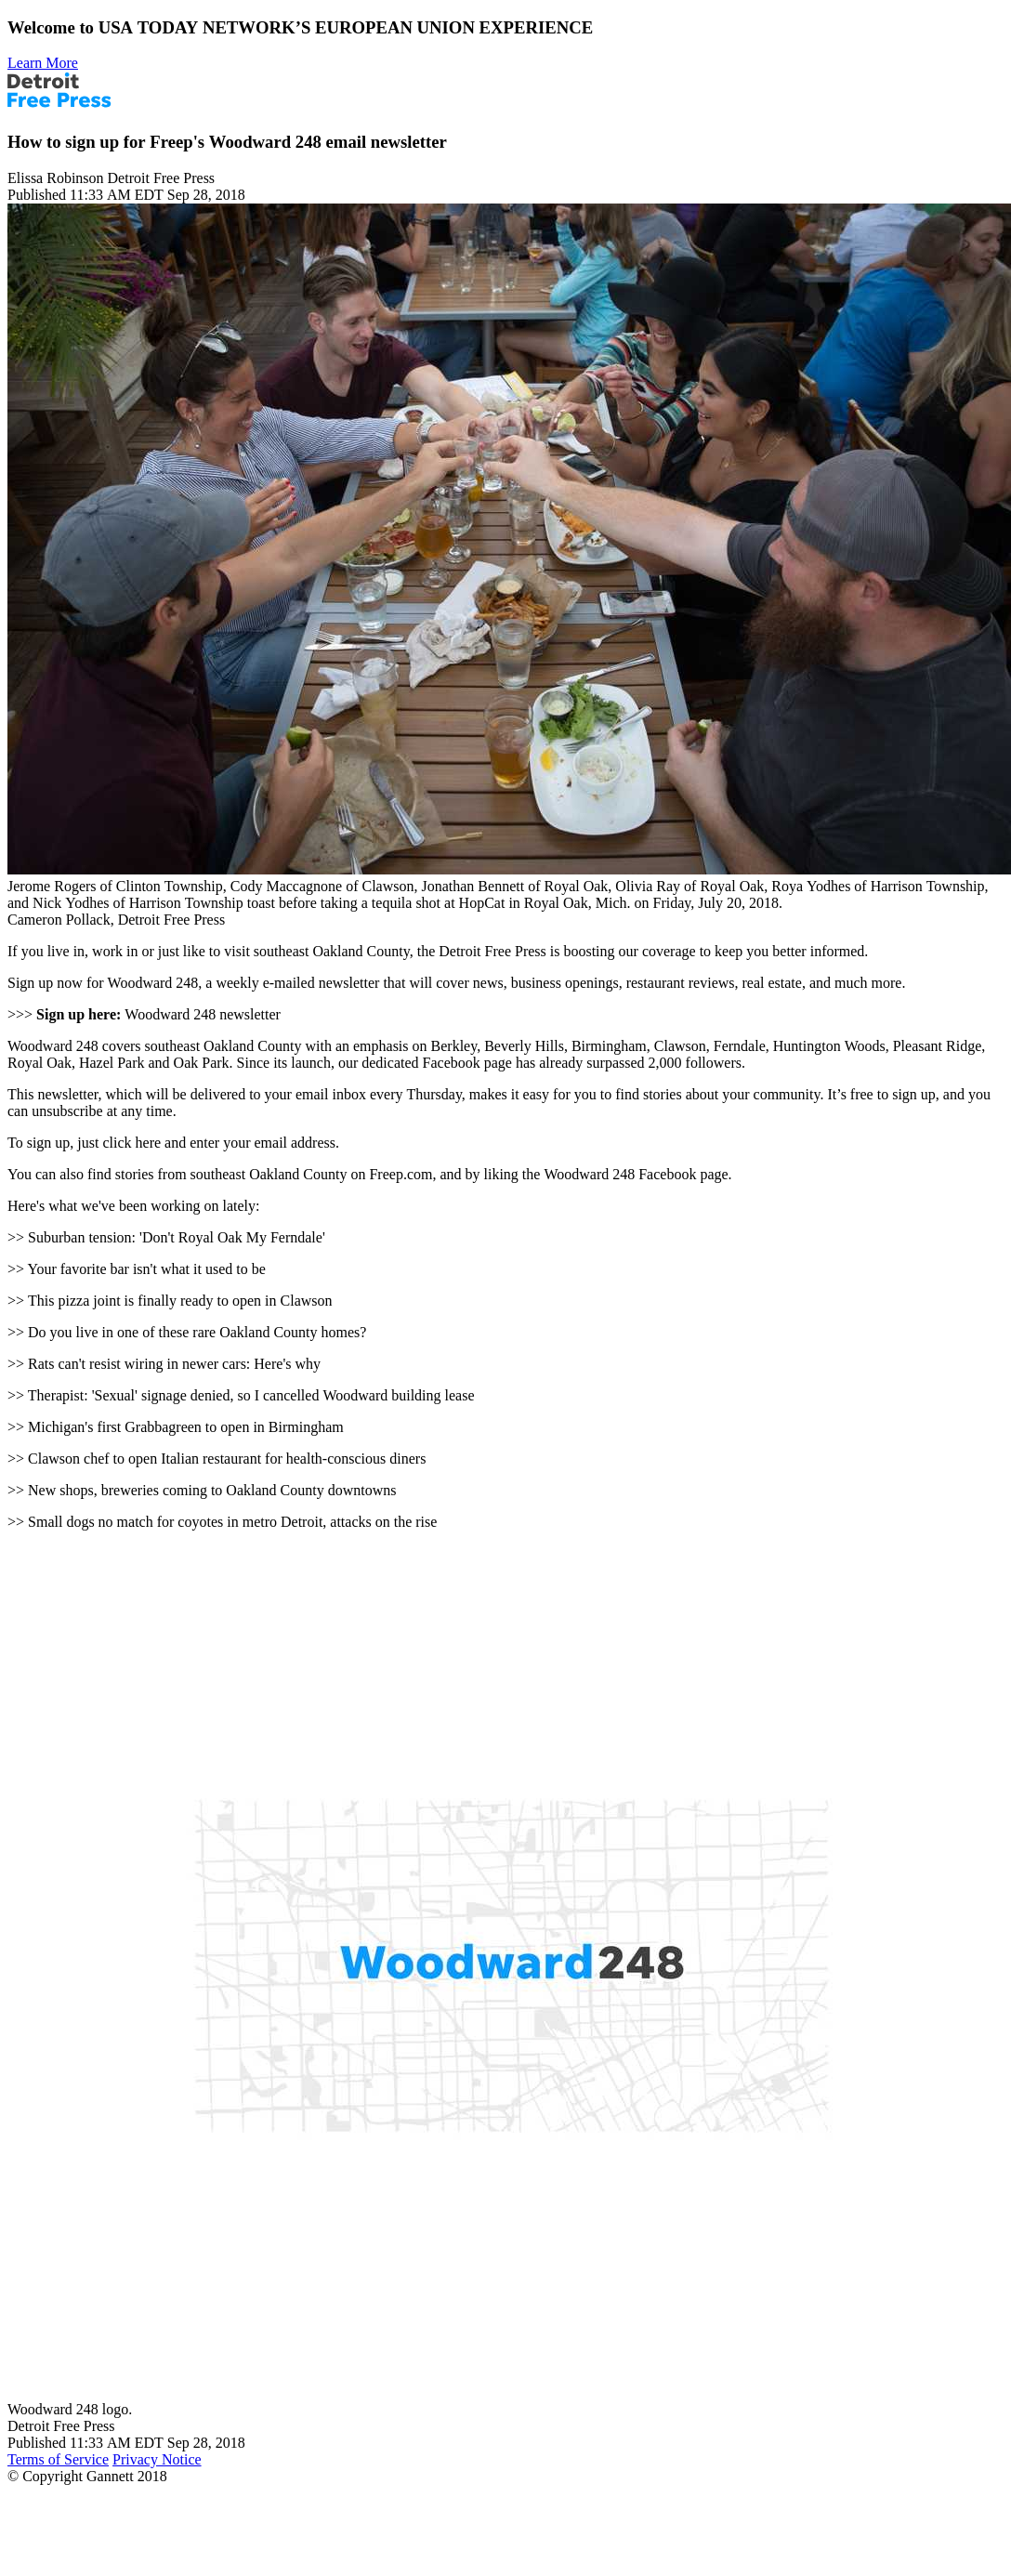 Welcome to USA TODAY NETWORK’S EUROPEAN UNION EXPERIENCE
Learn More
Detroit
Free Press
How to sign up for Freep's Woodward 248 email newsletter
Elissa Robinson Detroit Free Press
Published 11:33 AM EDT Sep 28, 2018
Jerome Rogers of Clinton Township, Cody Maccagnone of Clawson, Jonathan Bennett of Royal Oak, Olivia Ray of Royal Oak, Roya Yodhes of Harrison Township,
and Nick Yodhes of Harrison Township toast before taking a tequila shot at HopCat in Royal Oak, Mich. on Friday, July 20, 2018.
Cameron Pollack, Detroit Free Press
If you live in, work in or just like to visit southeast Oakland County, the Detroit Free Press is boosting our coverage to keep you better informed.
Sign up now for Woodward 248, a weekly e-mailed newsletter that will cover news, business openings, restaurant reviews, real estate, and much more.
>>> Sign up here: Woodward 248 newsletter
Woodward 248 covers southeast Oakland County with an emphasis on Berkley, Beverly Hills, Birmingham, Clawson, Ferndale, Huntington Woods, Pleasant Ridge,
Royal Oak, Hazel Park and Oak Park. Since its launch, our dedicated Facebook page has already surpassed 2,000 followers.
This newsletter, which will be delivered to your email inbox every Thursday, makes it easy for you to find stories about your community. It’s free to sign up, and you
can unsubscribe at any time.
To sign up, just click here and enter your email address.
You can also find stories from southeast Oakland County on Freep.com, and by liking the Woodward 248 Facebook page.
Here's what we've been working on lately:
>> Suburban tension: 'Don't Royal Oak My Ferndale'
>> Your favorite bar isn't what it used to be
>> This pizza joint is finally ready to open in Clawson
>> Do you live in one of these rare Oakland County homes?
>> Rats can't resist wiring in newer cars: Here's why
>> Therapist: 'Sexual' signage denied, so I cancelled Woodward building lease
>> Michigan's first Grabbagreen to open in Birmingham
>> Clawson chef to open Italian restaurant for health-conscious diners
>> New shops, breweries coming to Oakland County downtowns
>> Small dogs no match for coyotes in metro Detroit, attacks on the rise
Woodward 248
Woodward 248 logo.
Detroit Free Press
Published 11:33 AM EDT Sep 28, 2018
Terms of Service Privacy Notice
© Copyright Gannett 2018